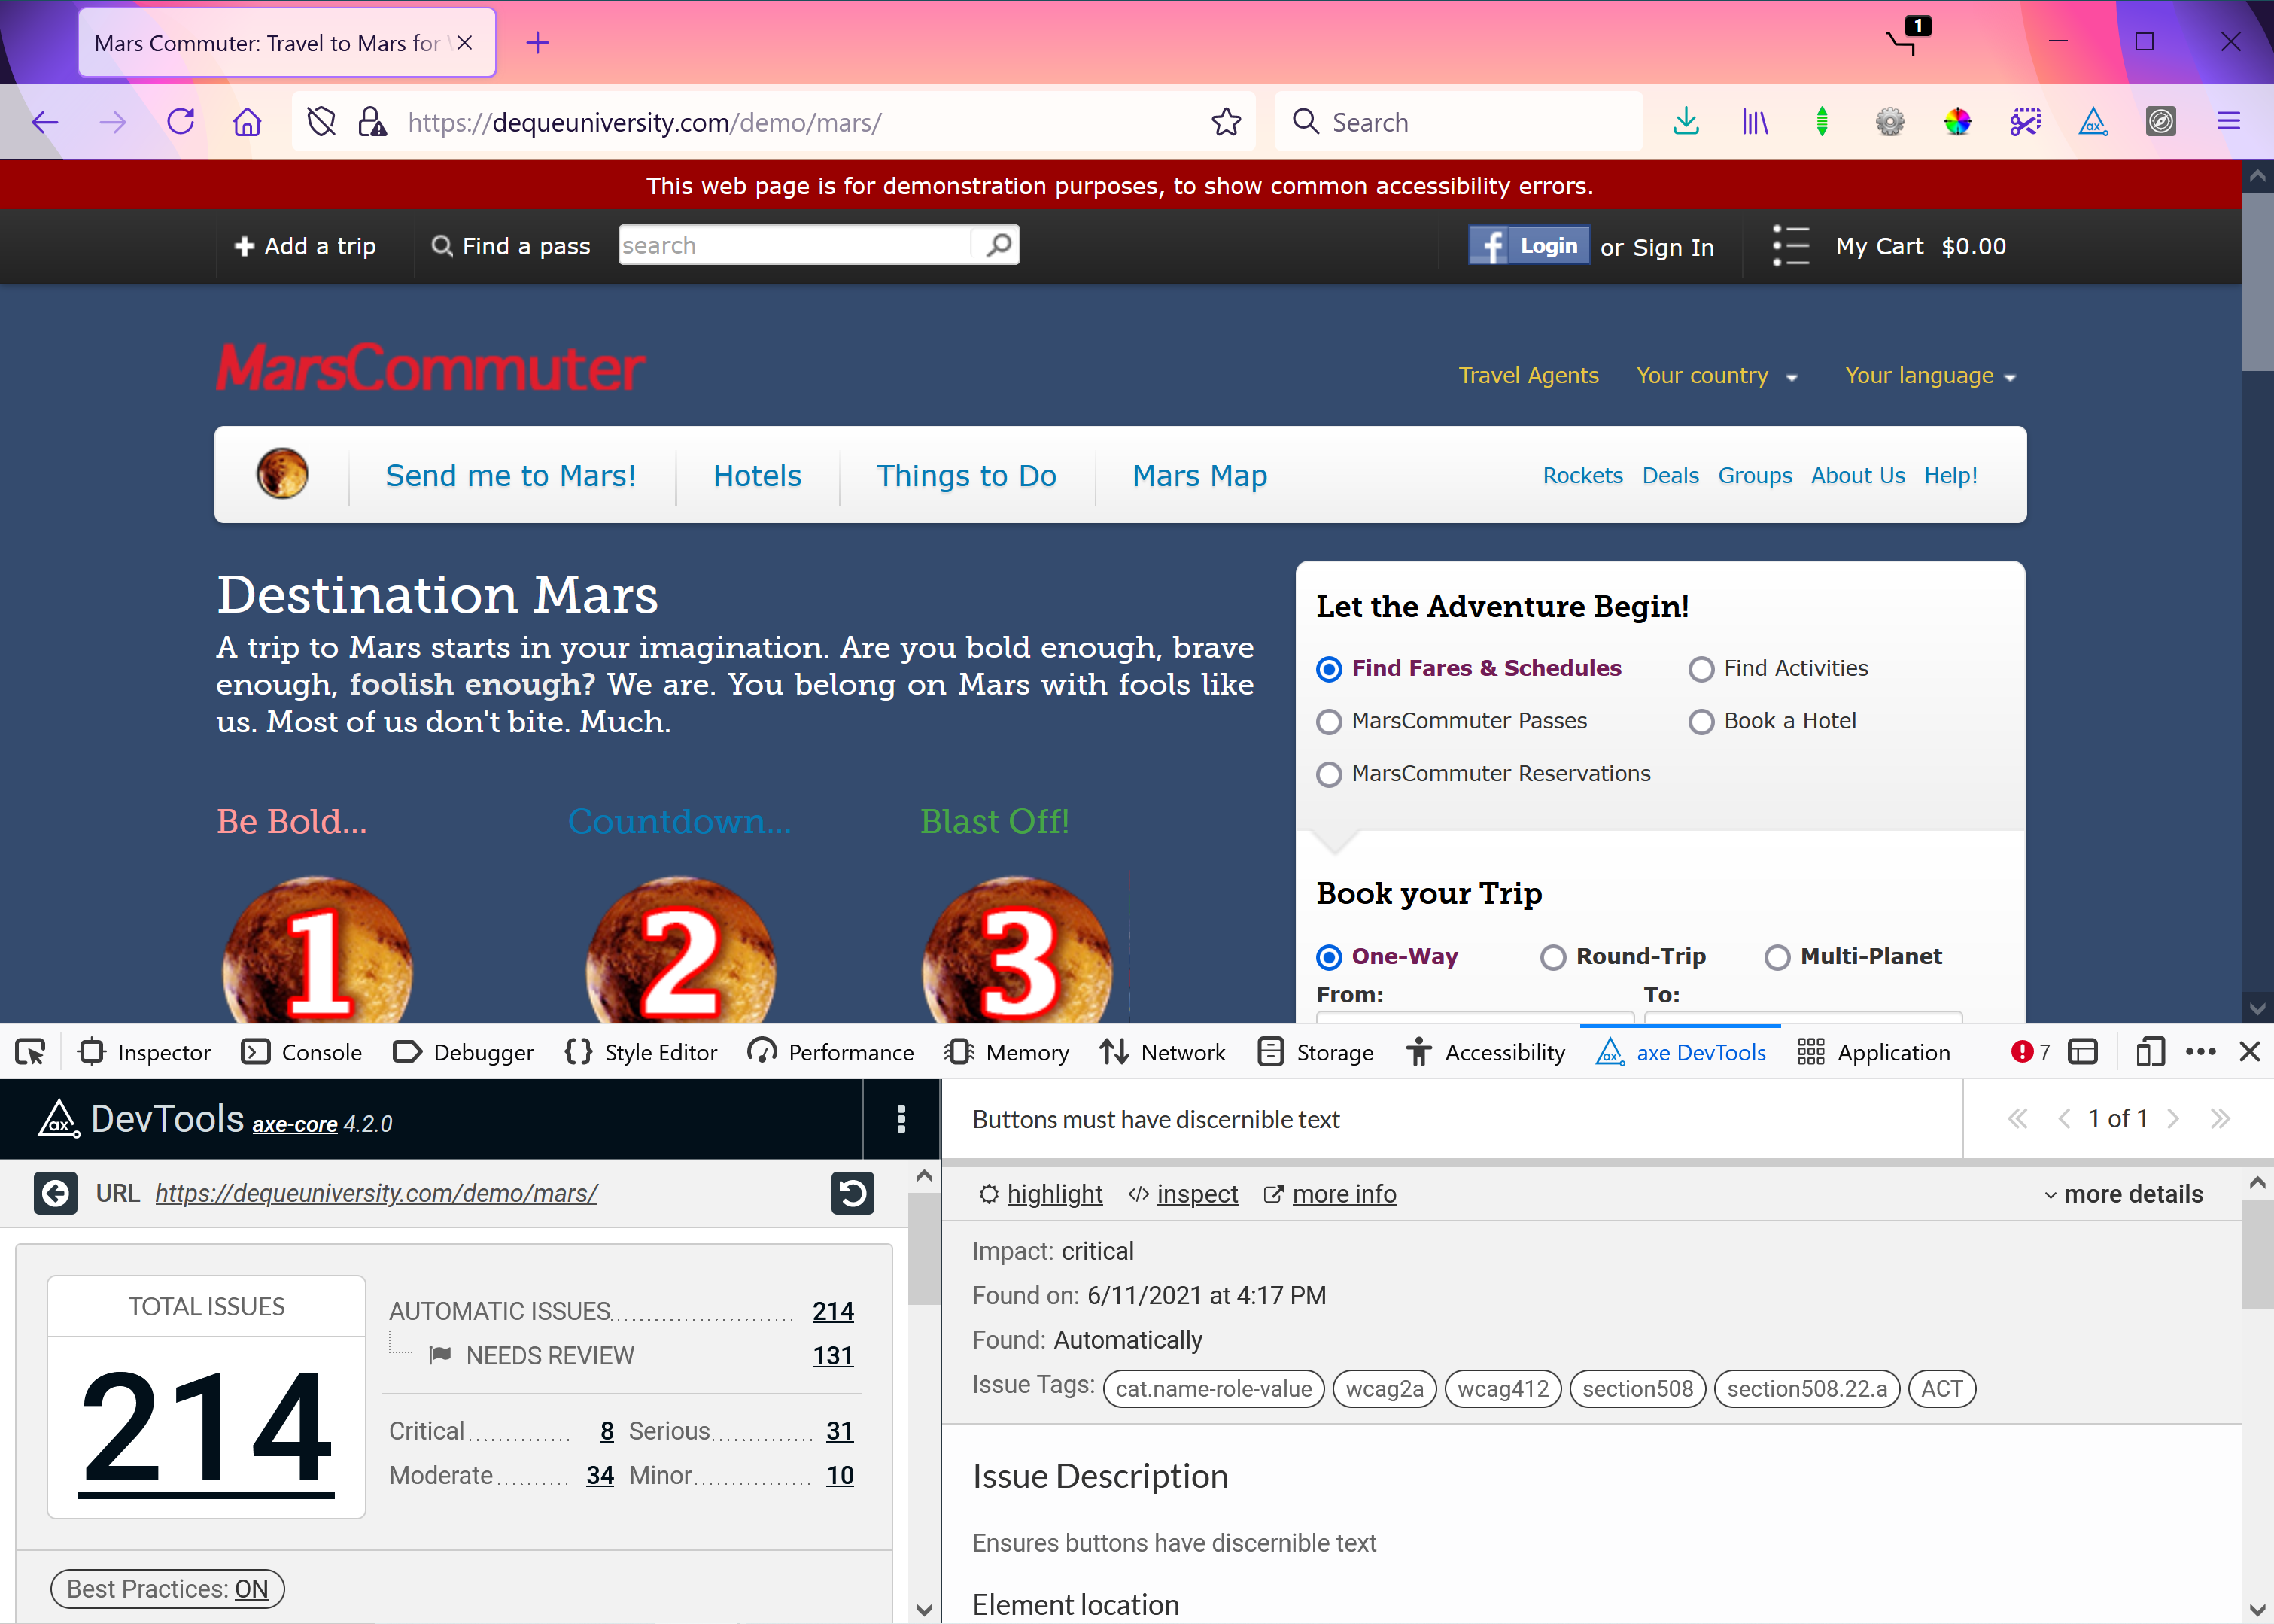 Mars Commuter: Travel to Mars for
1
https://dequeuniversity.com/demo/mars/
Search
This web page is for demonstration purposes, to show common accessibility errors.
Add a trip
Find a pass
search
f Login or Sign In
My Cart $0.00
MarsCommuter
Travel Agents Your country Your language
Send me to Mars! Hotels Things to Do Mars Map
Rockets Deals Groups About Us Help!
Destination Mars
A trip to Mars starts in your imagination. Are you bold enough, brave
enough, foolish enough? We are. You belong on Mars with fools like
us. Most of us don't bite. Much.
Be Bold... Countdown... Blast Off!
1 2 3
Let the Adventure Begin!
Find Fares & Schedules Find Activities
MarsCommuter Passes Book a Hotel
MarsCommuter Reservations
Book your Trip
One-Way Round-Trip Multi-Planet
From: To:
Inspector Console Debugger {} Style Editor Performance Memory Network Storage Accessibility ax axe DevTools Application 7
ax DevTools axe-core 4.2.0
URL https://dequeuniversity.com/demo/mars/
TOTAL ISSUES
214
AUTOMATIC ISSUES 214
NEEDS REVIEW 131
Critical 8 Serious 31
Moderate 34 Minor 10
Best Practices: ON
Buttons must have discernible text
1 of 1
highlight </> inspect more info
more details
Impact: critical
Found on: 6/11/2021 at 4:17 PM
Found: Automatically
Issue Tags: cat.name-role-value wcag2a wcag412 section508 section508.22.a ACT
Issue Description
Ensures buttons have discernible text
Element location